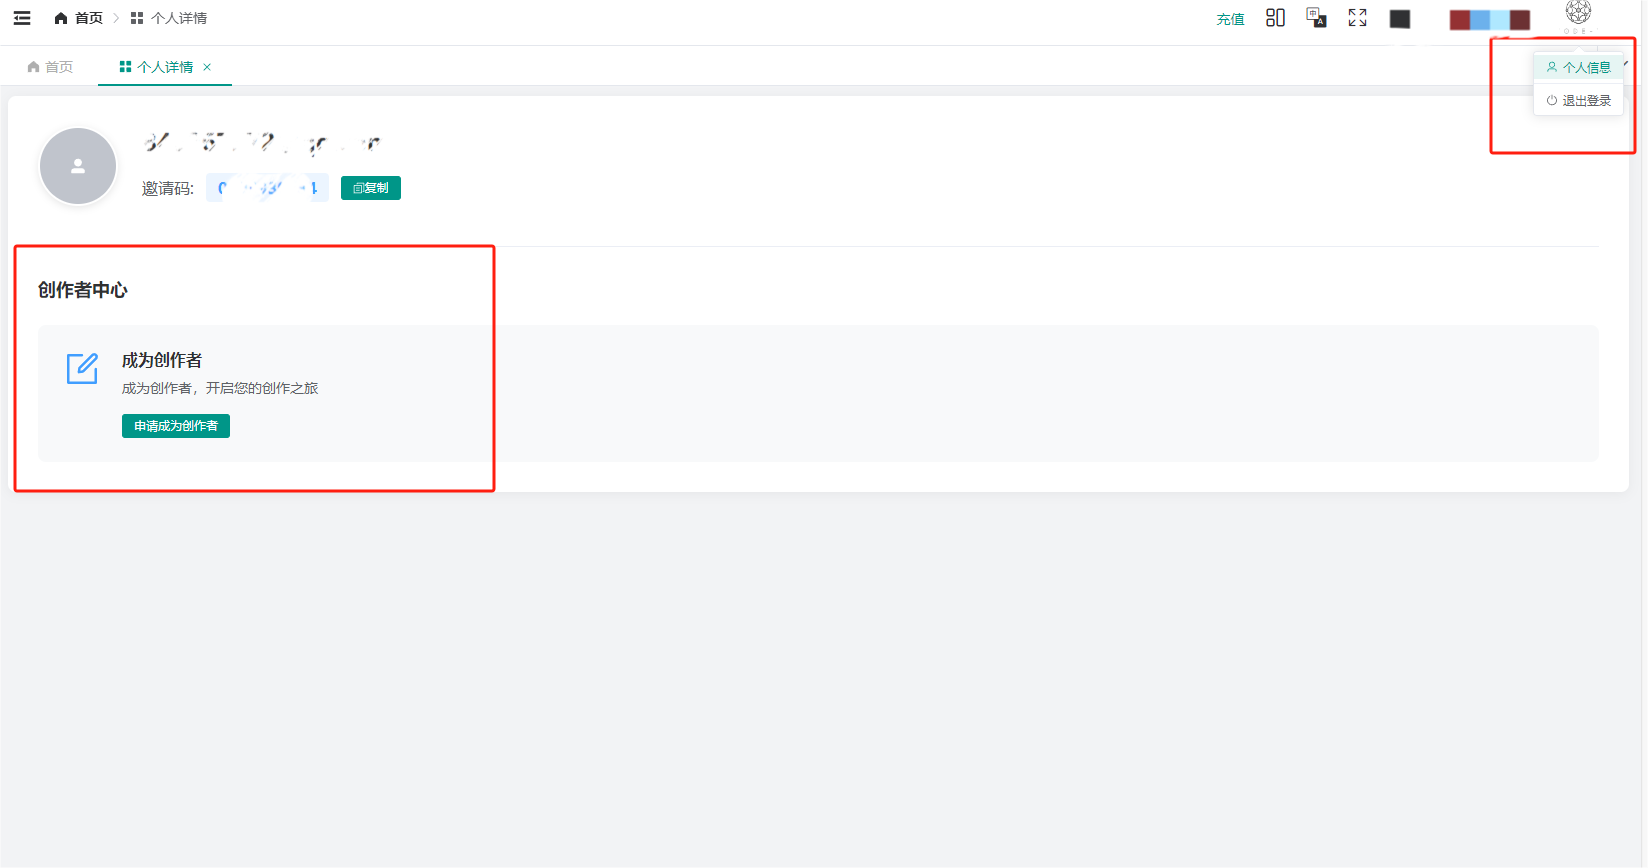 首页
个人详情
充值
中
A
首页
个人详情
个人信息
退出登录
邀请码:
复制
创作者中心
成为创作者
成为创作者，开启您的创作之旅
申请成为创作者